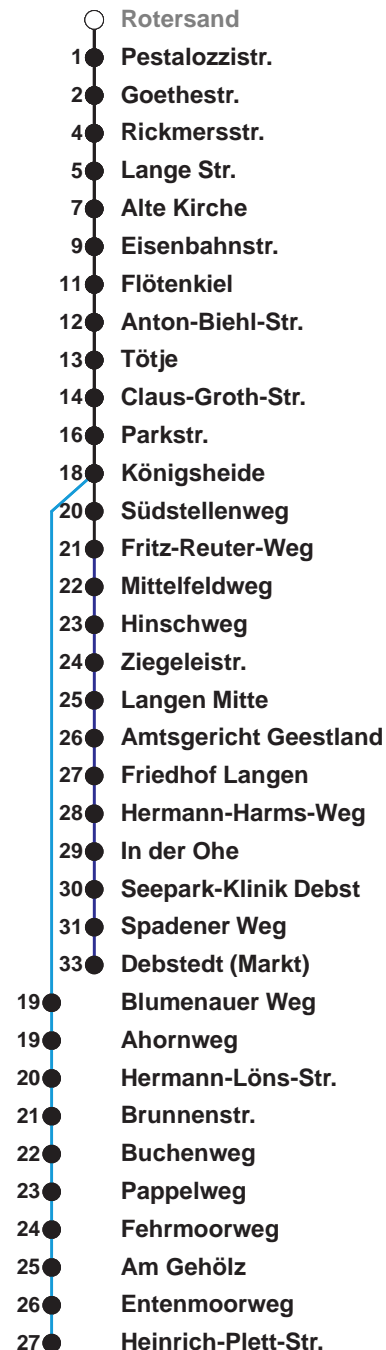 Rotersand
1 Pestalozzistr.
2 Goethestr.
4 Rickmersstr.
5 Lange Str.
7 Alte Kirche
9 Eisenbahnstr.
11 Flötenkiel
12 Anton-Biehl-Str.
13 Tötje
14 Claus-Groth-Str.
16 Parkstr.
18 Königsheide
20 Südstellenweg
21 Fritz-Reuter-Weg
22 Mittelfeldweg
23 Hinschweg
24 Ziegeleistr.
25 Langen Mitte
26 Amtsgericht Geestland
27 Friedhof Langen
28 Hermann-Harms-Weg
29 In der Ohe
30 Seepark-Klinik Debst
31 Spadener Weg
33 Debstedt (Markt)
19 Blumenauer Weg
19 Ahornweg
20 Hermann-Löns-Str.
21 Brunnenstr.
22 Buchenweg
23 Pappelweg
24 Fehrmoorweg
25 Am Gehölz
26 Entenmoorweg
27 Heinrich-Plett-Str.